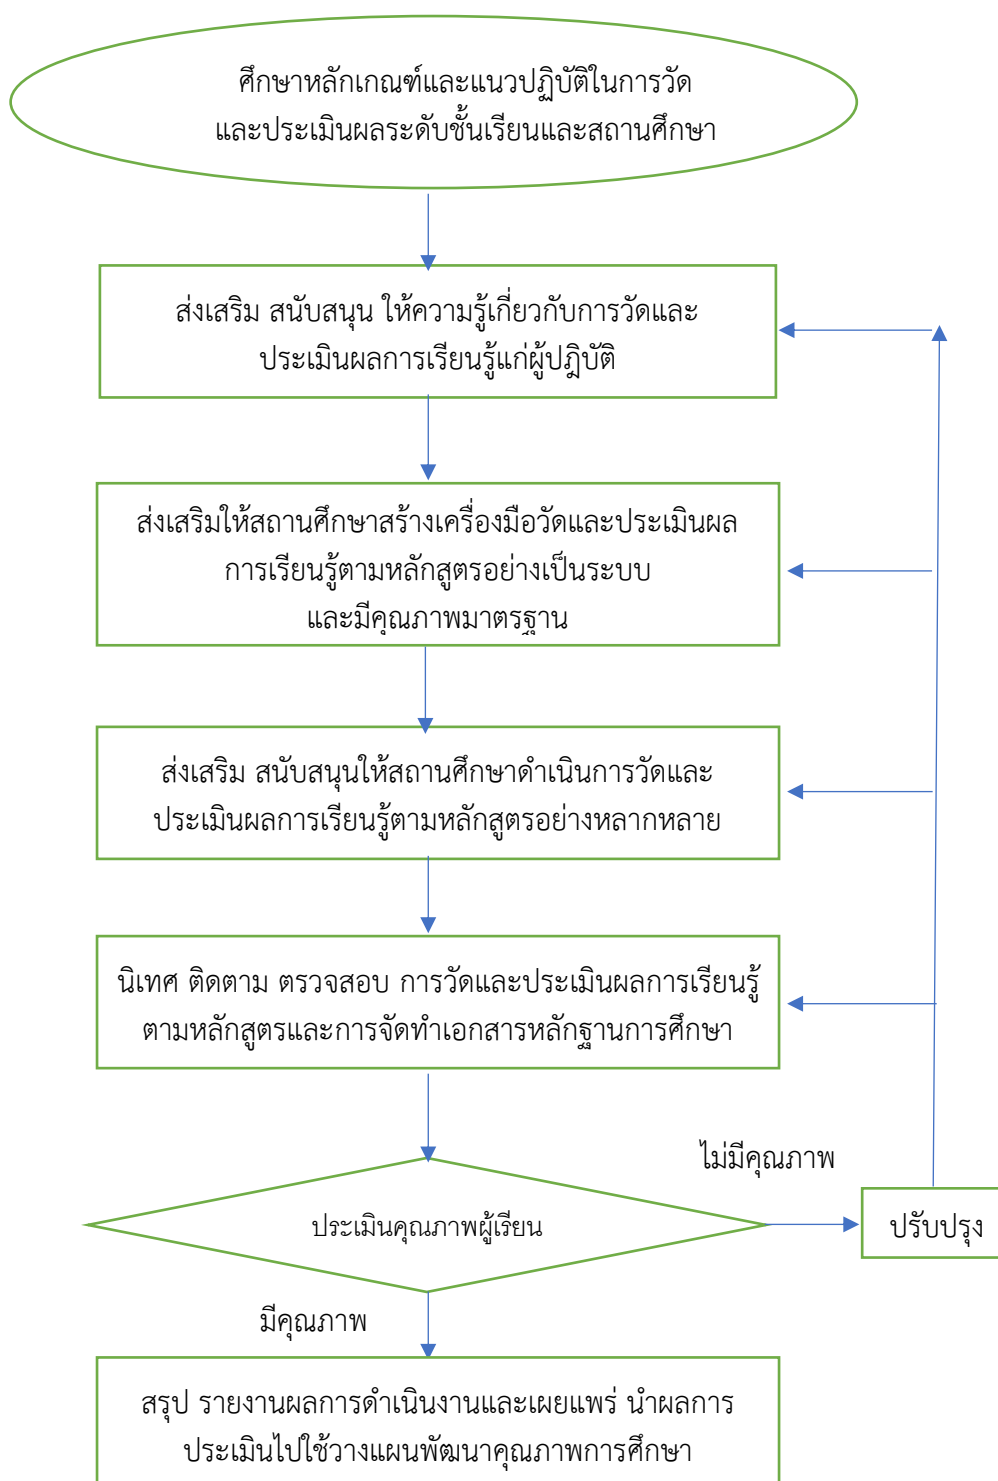 ศึกษาหลักเกณฑ์และแนวปฏิบัติในการวัด
และประเมินผลระดับชั้นเรียนและสถานศึกษา
ส่งเสริม สนับสนุน ให้ความรู้เกี่ยวกับการวัดและ
ประเมินผลการเรียนรู้แก่ผู้ปฎิบัติ
ส่งเสริมให้สถานศึกษาสร้างเครื่องมือวัดและประเมินผล
การเรียนรู้ตามหลักสูตรอย่างเป็นระบบ
และมีคุณภาพมาตรฐาน
ส่งเสริม สนับสนุนให้สถานศึกษาดำเนินการวัดและ
ประเมินผลการเรียนรู้ตามหลักสูตรอย่างหลากหลาย
นิเทศ ติดตาม ตรวจสอบ การวัดและประเมินผลการเรียนรู้
ตามหลักสูตรและการจัดทำเอกสารหลักฐานการศึกษา
ไม่มีคุณภาพ
ประเมินคุณภาพผู้เรียน
ปรับปรุง
มีคุณภาพ
สรุป รายงานผลการดำเนินงานและเผยแพร่ นำผลการ
ประเมินไปใช้วางแผนพัฒนาคุณภาพการศึกษา